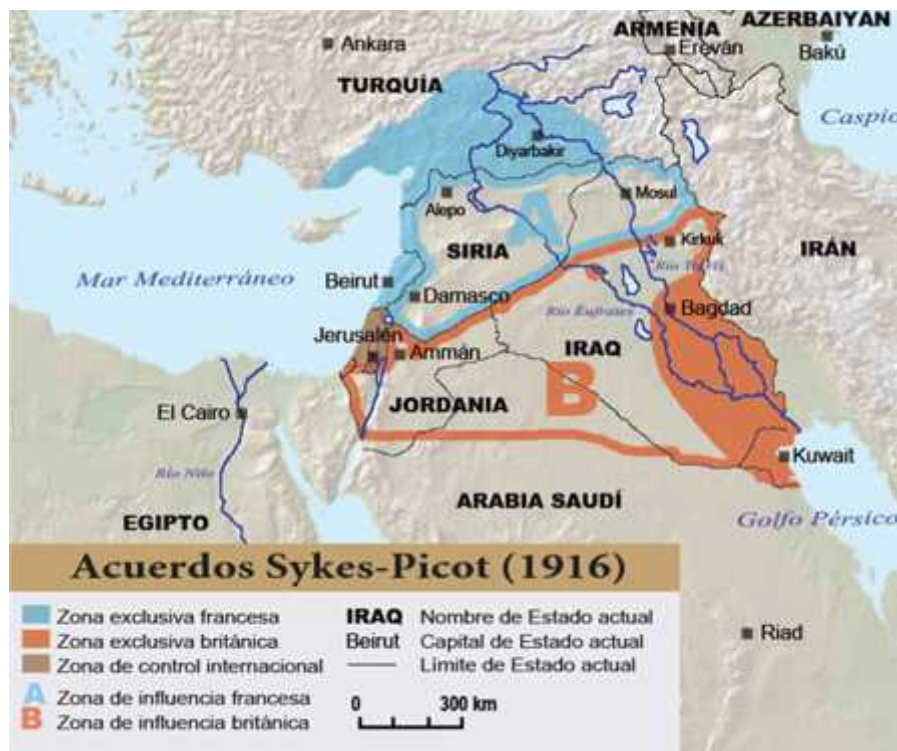 Ankara
ARMENIA
Ereván
AZERBAIYÁN
Bakú
TURQUÍA
Caspio
Diyarbakır
Alepo
Mosul
SIRIA
A
Kirkuk
IRÁN
Mar Mediterráneo
Beirut
Damasco
Río Tigris
Río Éufrates
Bagdad
Jerusalén
Ammán
IRAQ
El Cairo
JORDANIA
B
Kuwait
Río Nilo
ARABIA SAUDÍ
EGIPTO
Golfo Pérsico
Riad
Acuerdos Sykes-Picot (1916)
Zona exclusiva francesa
Zona exclusiva británica
Zona de control internacional
A Zona de influencia francesa
B Zona de influencia británica
IRAQ Nombre de Estado actual
Beirut Capital de Estado actual
Límite de Estado actual
0 300 km